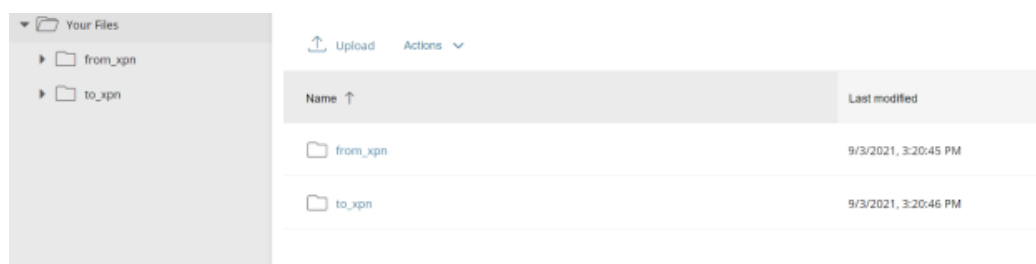 Your Files
from_xpn
to_xpn
Upload Actions
Name Last modified
from_xpn 9/3/2021, 3:20:45 PM
to_xpn 9/3/2021, 3:20:46 PM